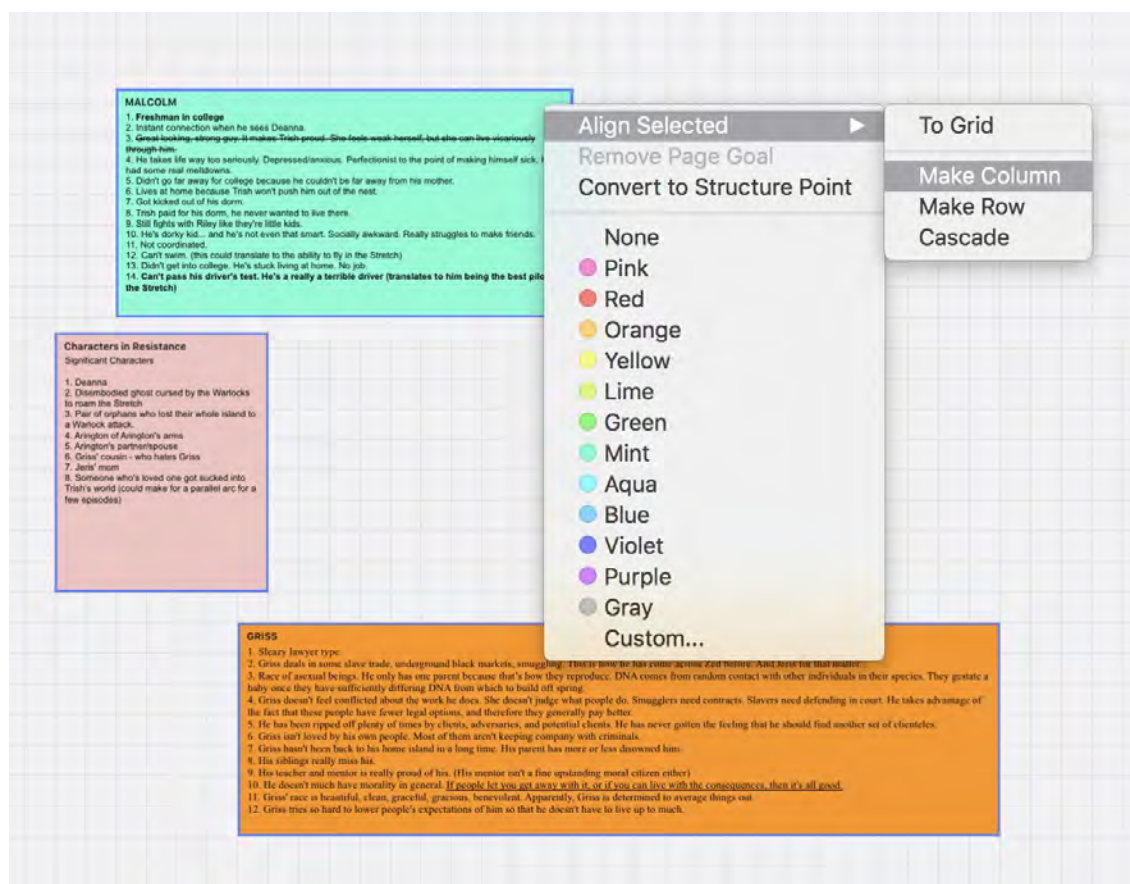 MALCOLM
1. Freshman in college
2. Instant connection when he sees Deanna.
3. Great looking, strong guy. It makes Trish proud. She feels weak herself, but she can live vicariously
through him.
4. He takes life way too seriously. Depressed/anxious. Perfectionist to the point of making himself sick.
had some real meltdowns.
5. Didn't go far away for college because he couldn't be far away from his mother.
6. Lives at home because Trish won't push him out of the nest.
7. Got kicked out of his dorm.
8. Trish paid for his dorm, he never wanted to live there.
9. Still fights with Riley like they're little kids.
10. He's dorky kid... and he's not even that smart. Socially awkward. Really struggles to make friends.
11. Not coordinated.
12. Can't swim. (this could translate to the ability to fly in the Stretch)
13. Didn't get into college. He's stuck living at home. No job.
14. Can't pass his driver's test. He's a really a terrible driver (translates to him being the best
the Stretch)
Align Selected
Remove Page Goal
Convert to Structure Point
None
Pink
Red
Orange
Yellow
Lime
Green
Mint
Aqua
Blue
Violet
Purple
Gray
Custom...
To Grid
Make Column
Make Row
Cascade
Characters in Resistance
Significant Characters
1. Deanna
2. Disembodied ghost cursed by the Warlocks
to roam the Stretch
3. Pair of orphans who lost their whole island to
a Warlock attack.
4. Arington of Arington's arms
5. Arington's partner/spouse
6. Griss' cousin - who hates Griss
7. Jeris' mom
8. Someone who's loved one got sucked into
Trish's world (could make for a parallel arc for a
few episodes)
GRISS
1. Sleazy lawyer type
2. Griss deals in some slave trade, underground black markets, smuggling. This is how he has come across Zed before. And Jeris for that matter.
3. Race of asexual beings. He only has one parent because that's how they reproduce. DNA comes from random contact with other individuals in their species. They gestate a
baby once they have sufficiently differing DNA from which to build off spring.
4. Griss doesn't feel conflicted about the work he does. She doesn't judge what people do. Smugglers need contracts. Slavers need defending in court. He takes advantage of
the fact that these people have fewer legal options, and therefore they generally pay better.
5. He has been ripped off plenty of times by clients, adversaries, and potential clients. He has never gotten the feeling that he should find another set of clienteles.
6. Griss isn't loved by his own people. Most of them aren't keeping company with criminals.
7. Griss hasn't been back to his home island in a long time. His parent has more or less disowned him.
8. His siblings really miss his.
9. His teacher and mentor is really proud of his. (His mentor isn't a fine upstanding moral citizen either)
10. He doesn't much have morality in general. If people let you get away with it, or if you can live with the consequences, then it's all good.
11. Griss' race is beautiful, clean, graceful, gracious, benevolent. Apparently, Griss is determined to average things out.
12. Griss tries so hard to lower people's expectations of him so that he doesn't have to live up to much.